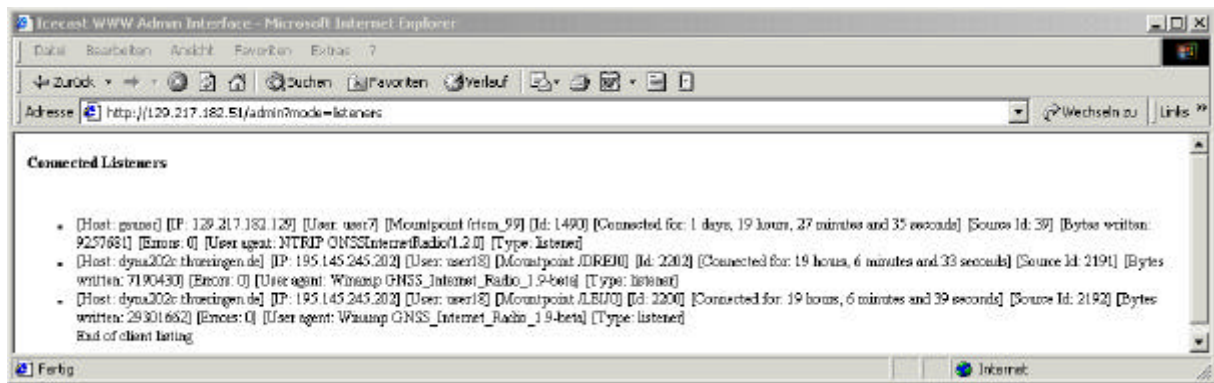 Icecast WWW Admin Interface - Microsoft Internet Explorer
Datei Bearbeiten Ansicht Favoriten Extras ?
Zurück Suchen Favoriten Verlauf
Adresse http://129.217.182.51/admin?mode=listeners Wechseln zu Links »
Connected Listeners
[Host: ] [IP: 129.217.182.129] [User: user7] [Mountpoint /rtcm_99] [Id: 1490] [Connected for: 1 days, 19 hours, 27 minutes and 35 seconds] [Source Id: 39] [Bytes written:
9257681] [Errors: 0] [User agent: NTRIP GNSSInternetRadio/1.2.0] [Type: listener]
[Host: dyna202c.thueringen.de] [IP: 195.145.245.202] [User: user18] [Mountpoint /DREJ0] [Id: 2202] [Connected for: 19 hours, 6 minutes and 33 seconds] [Source Id: 2191] [Bytes
written: 7190430] [Errors: 0] [User agent: Winamp GNSS_Internet_Radio_1.9-beta] [Type: listener]
[Host: dyna202c.thueringen.de] [IP: 195.145.245.202] [User: user18] [Mountpoint /LEIJ0] [Id: 2200] [Connected for: 19 hours, 6 minutes and 39 seconds] [Source Id: 2192] [Bytes
written: 29301662] [Errors: 0] [User agent: Winamp GNSS_Internet_Radio_1.9-beta] [Type: listener]
End of client listing
Fertig Internet